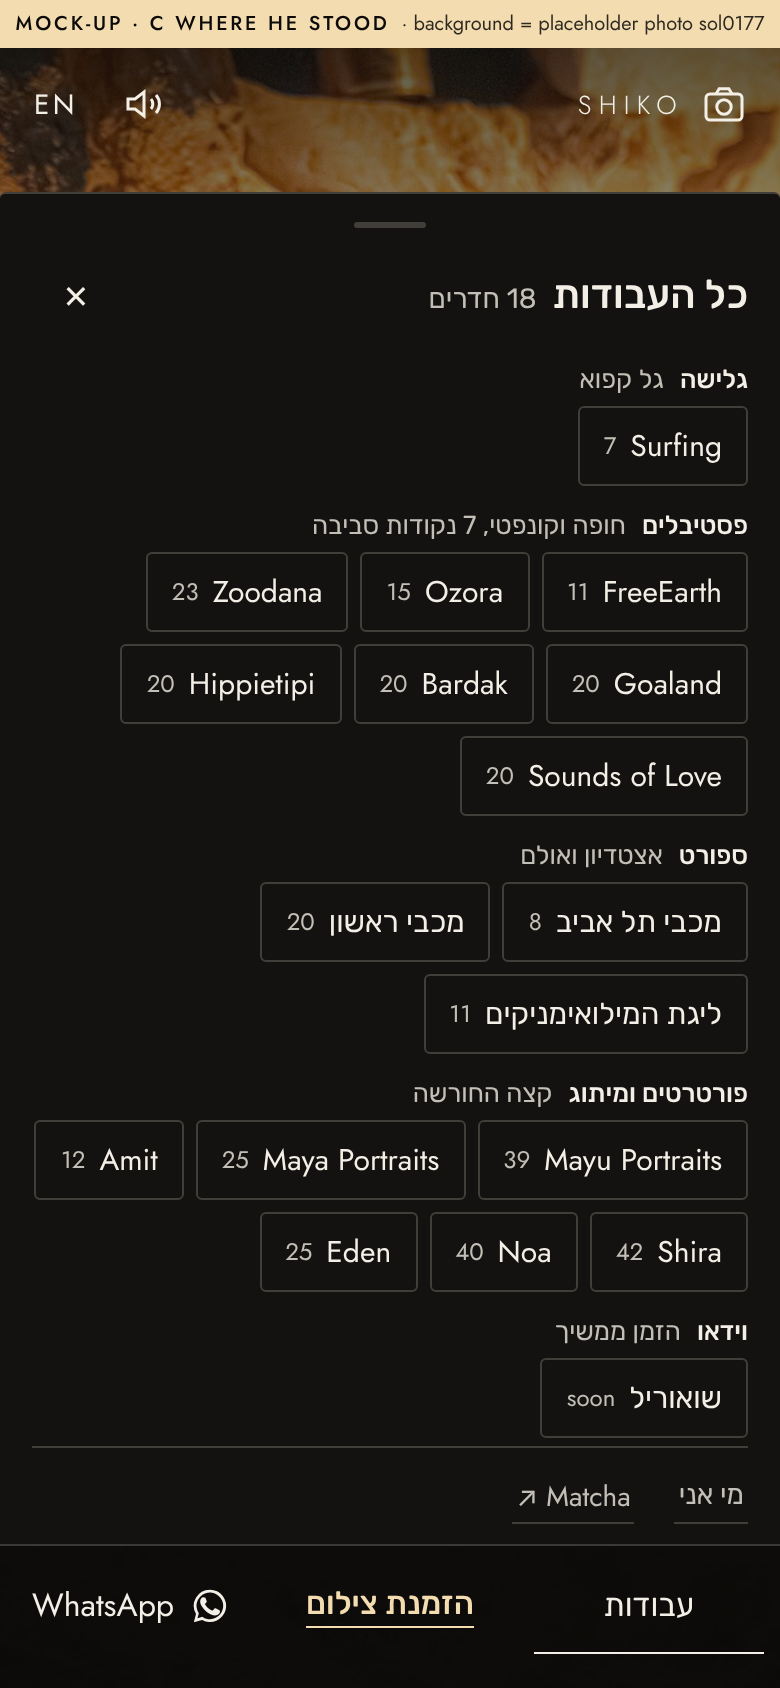 MOCK-UP · C WHERE HE STOOD · background = placeholder photo sol0177
EN SHIKO
כל העבודות 18 חדרים ×
גלישה גל קפוא
Surfing 7
פסטיבלים חופה וקונפטי, 7 נקודות סביבה
FreeEarth 11 Ozora 15 Zoodana 23
Goaland 20 Bardak 20 Hippietipi 20
Sounds of Love 20
ספורט אצטדיון ואולם
מכבי תל אביב 8 מכבי ראשון 20
ליגת המילואימניקים 11
פורטרטים ומיתוג קצה החורשה
Mayu Portraits 39 Maya Portraits 25 Amit 12
Shira 42 Noa 40 Eden 25
וידאו הזמן ממשיך
שואוריל soon
מי אני Matcha ↗
עבודות הזמנת צילום WhatsApp